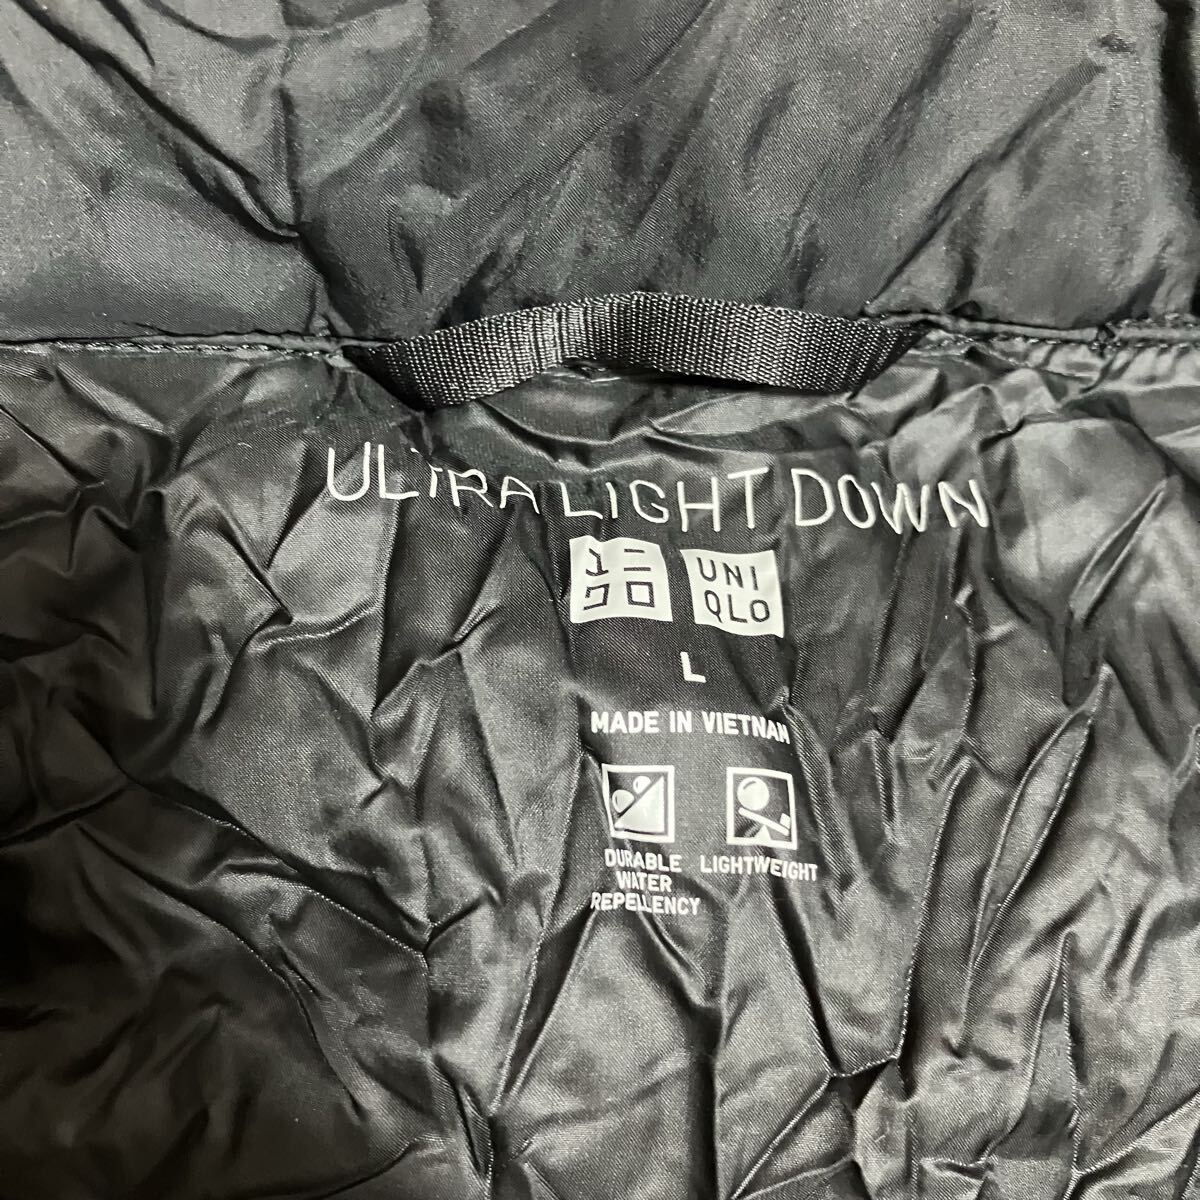 ULTRA LIGHT DOWN
ユニ
クロ
UNI
QLO
L
MADE IN VIETNAM
DURABLE
WATER
REPELLENCY
LIGHTWEIGHT